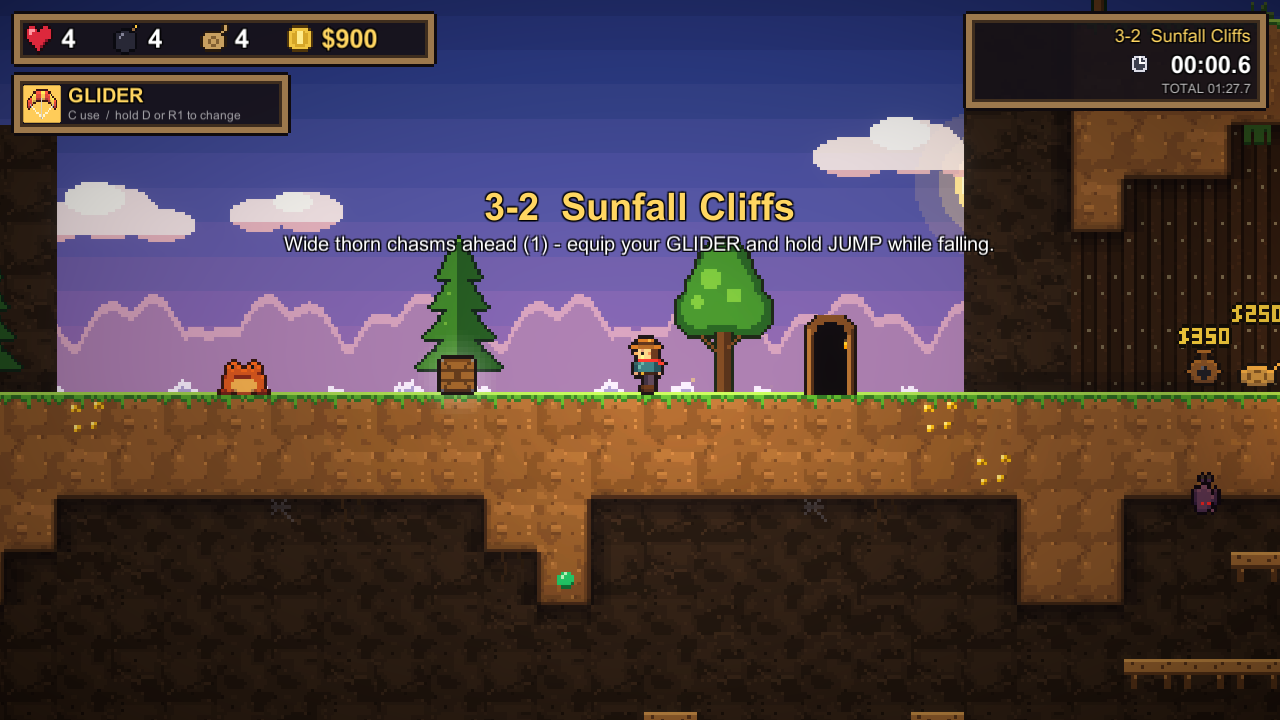 4 4 4 $900
GLIDER
C use / hold D or R1 to change
3-2 Sunfall Cliffs
00:00.6
TOTAL 01:27.7
3-2 Sunfall Cliffs
Wide thorn chasms ahead (1) - equip your GLIDER and hold JUMP while falling.
$250
$350